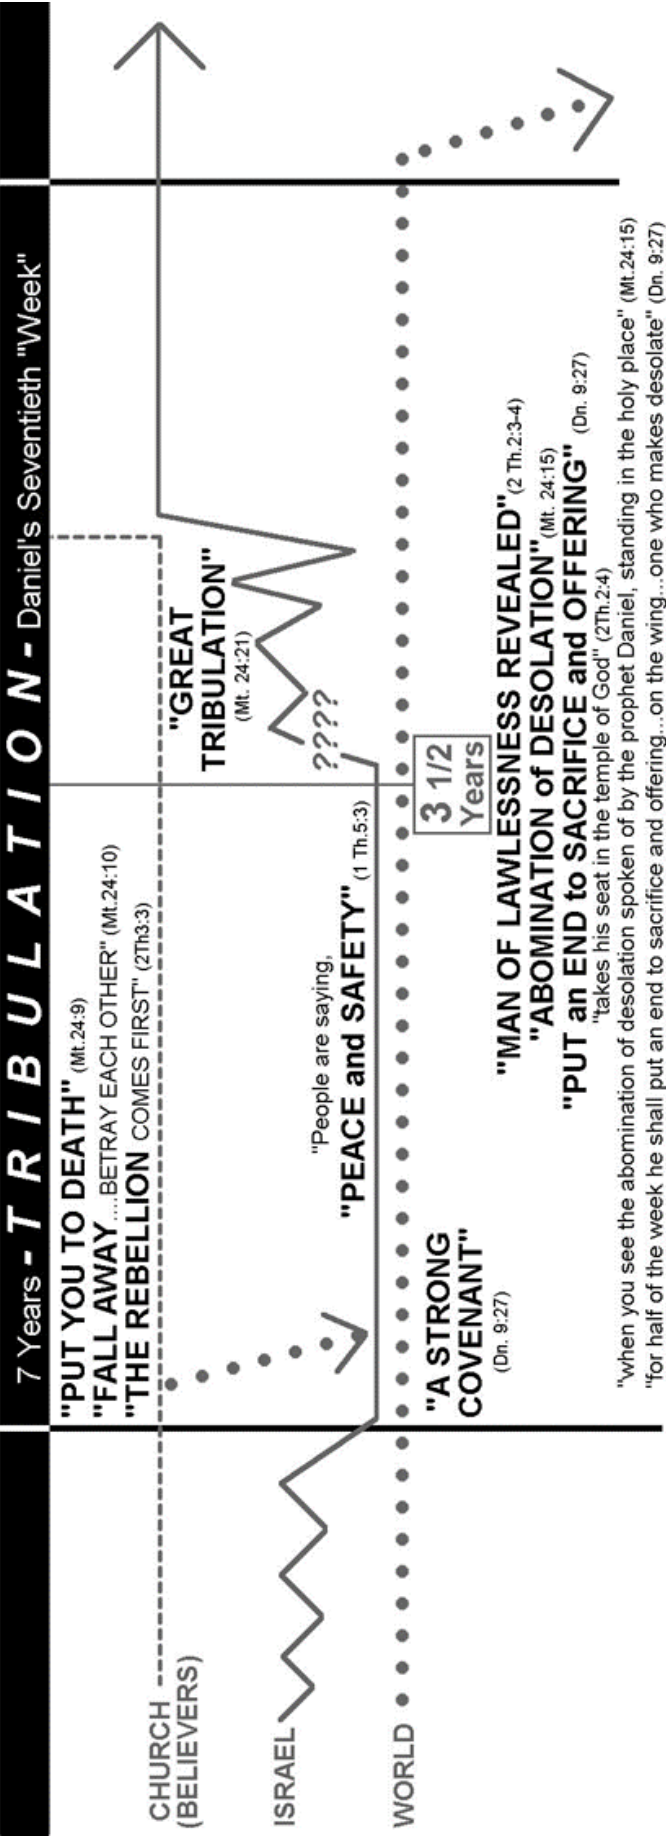 7 Years - TRIBULATION - Daniel's Seventieth "Week"
"PUT YOU TO DEATH" (Mt.24:9)
"FALL AWAY....BETRAY EACH OTHER" (Mt.24:10)
"THE REBELLION COMES FIRST" (2Th3:3)
CHURCH
(BELIEVERS)
"GREAT
TRIBULATION"
(Mt. 24:21)
ISRAEL
????
"People are saying,
"PEACE and SAFETY" (1 Th.5:3)
WORLD
"A STRONG
COVENANT"
(Dn. 9:27)
3 1/2
Years
"MAN OF LAWLESSNESS REVEALED" (2 Th.2:3-4)
"ABOMINATION of DESOLATION" (Mt. 24:15)
"PUT an END to SACRIFICE and OFFERING" (Dn. 9:27)
"takes his seat in the temple of God" (2Th.2:4)
"when you see the abomination of desolation spoken of by the prophet Daniel, standing in the holy place" (Mt.24:15)
"for half of the week he shall put an end to sacrifice and offering...on the wing...one who makes desolate" (Dn. 9:27)